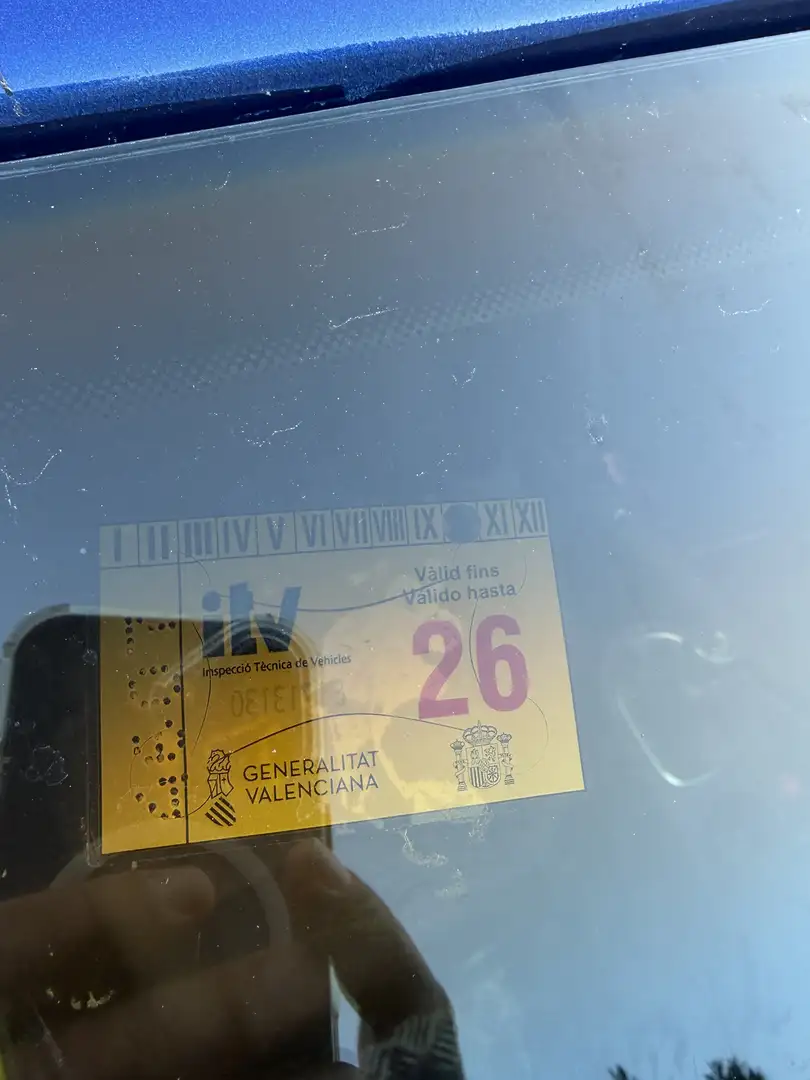 I II III IV V VI VII VIII IX XI XII
Vàlid fins
Válido hasta
itv
Inspecció Tècnica de Vehicles
26
GENERALITAT
VALENCIANA